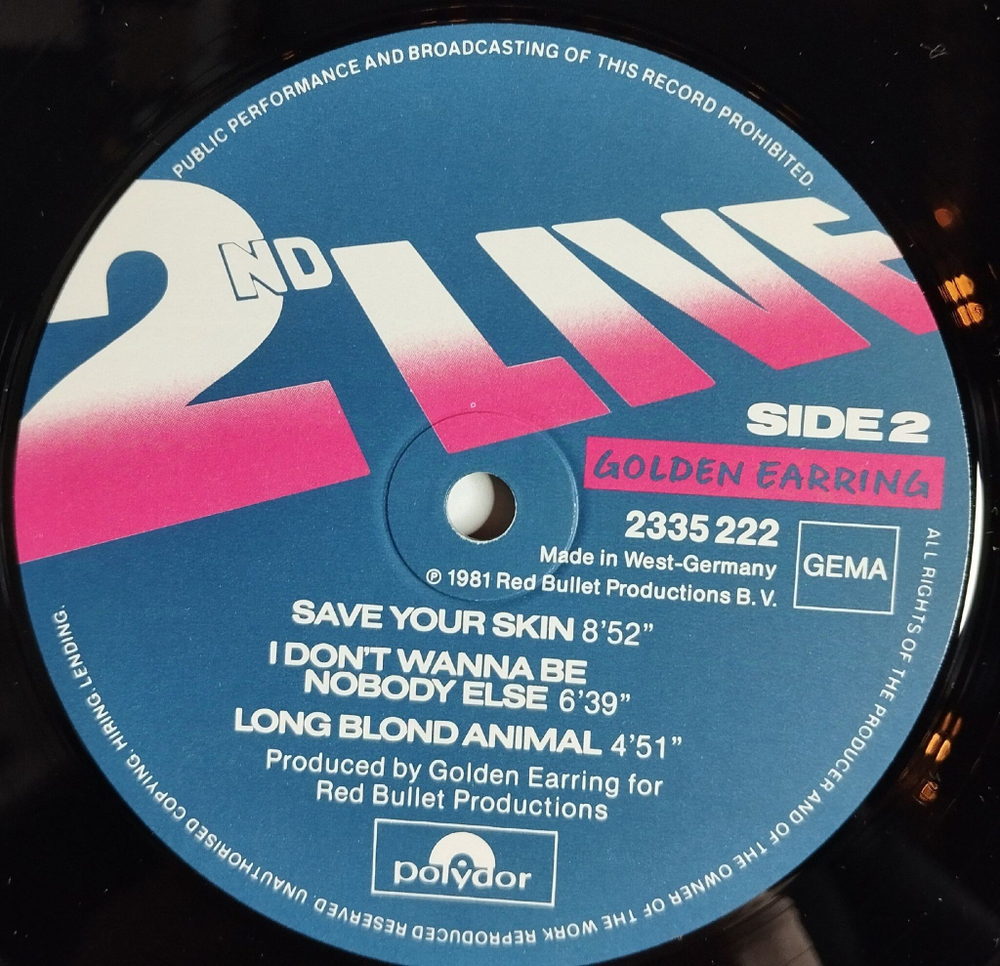 PUBLIC PERFORMANCE AND BROADCASTING OF THIS RECORD PROHIBITED.
2ND LIVE
SIDE 2
GOLDEN EARRING
2335 222
GEMA
Made in West-Germany
℗ 1981 Red Bullet Productions B.V.
SAVE YOUR SKIN 8'52"
I DON'T WANNA BE
NOBODY ELSE 6'39"
LONG BLOND ANIMAL 4'51"
Produced by Golden Earring for
Red Bullet Productions
polydor
ALL RIGHTS OF THE PRODUCER AND OF THE OWNER OF THE WORK REPRODUCED RESERVED. UNAUTHORISED COPYING, HIRING, LENDING,